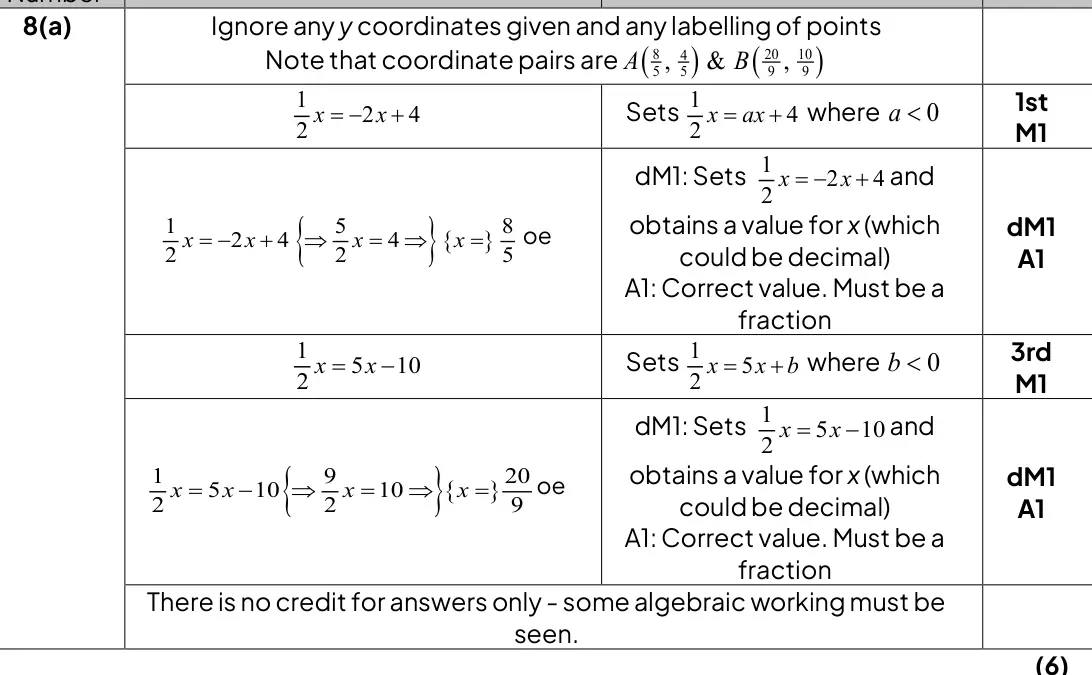 Number
8(a)
Ignore any y coordinates given and any labelling of points
Note that coordinate pairs are A(8/5, 4/5) & B(20/9, 10/9)
1/2 x = −2x + 4
Sets 1/2 x = ax + 4 where a < 0
1st
M1
1/2 x = −2x + 4 {⇒ 5/2 x = 4 ⇒} {x =} 8/5 oe
dM1: Sets 1/2 x = −2x + 4 and
obtains a value for x (which
could be decimal)
A1: Correct value. Must be a
fraction
dM1
A1
1/2 x = 5x − 10
Sets 1/2 x = 5x + b where b < 0
3rd
M1
1/2 x = 5x − 10 {⇒ 9/2 x = 10 ⇒} {x =} 20/9 oe
dM1: Sets 1/2 x = 5x − 10 and
obtains a value for x (which
could be decimal)
A1: Correct value. Must be a
fraction
dM1
A1
There is no credit for answers only - some algebraic working must be
seen.
(6)